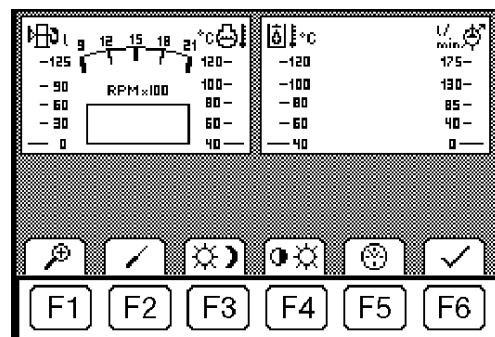 L 9 12 15 18 21 °C
-125 120-
RPM x100
- 90 100-
- 60 80-
- 30 60-
0 40
°C L/min.
-120 175-
-100 130-
-80 85-
-60 40-
40 0
F1 F2 F3 F4 F5 F6